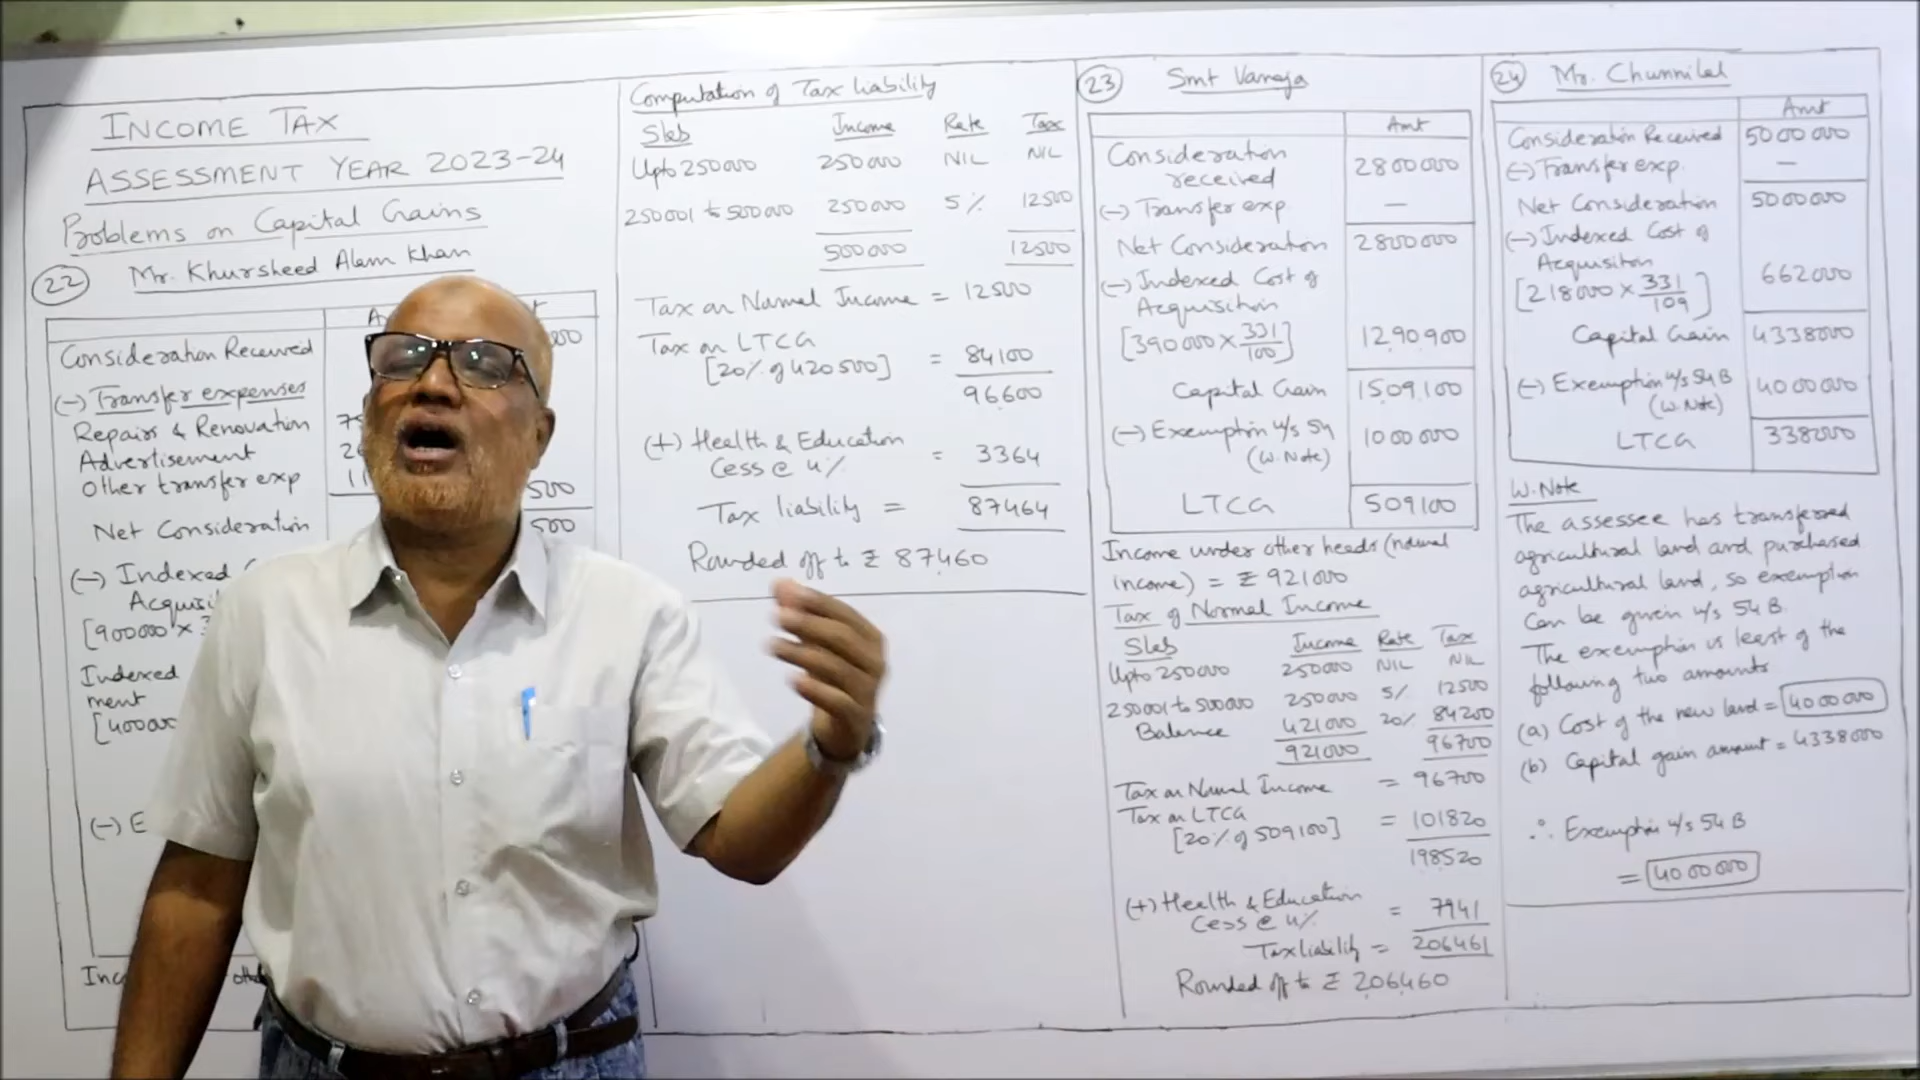 INCOME TAX
ASSESSMENT YEAR 2023-24
Problems on Capital Gains
22 Mr. Khursheed Alam Khan
Consideration Received
(-) Transfer expenses
Repairs & Renovation
Advertisement
Other transfer exp
500
Net Consideration
500
(-) Indexed
[900000 ×
Indexed
ment
(-) E
Computation of Tax liability
Slab Income Rate Tax
Upto 250000 250000 NIL NIL
250001 to 500000 250000 5% 12500
500000 12500
Tax on Normal Income = 12500
Tax on LTCG
[20% of 420500] = 84100
96600
(+) Health & Education
Cess @ 4% = 3364
Tax liability = 87464
Rounded off to ₹ 87460
23 Smt Vanaja
Amt
Consideration
received 2800000
(-) Transfer exp —
Net Consideration 2800000
(-) Indexed Cost of
Acquisition
[390000 × 331/100] 1290900
Capital Gain 1509100
(-) Exemption u/s 54 1000000
(W.Note)
LTCG 509100
Income under other heads (normal
income) = ₹ 921000
Tax of Normal Income
Slab Income Rate Tax
Upto 250000 250000 NIL NIL
250001 to 500000 250000 5% 12500
Balance 421000 20% 84200
921000 96700
Tax on Normal Income = 96700
Tax on LTCG
[20% of 509100] = 101820
198520
(+) Health & Education
Cess @ 4% = 7941
Tax liability = 206461
Rounded off to ₹ 206460
24 Mr. Chunnilal
Amt
Consideration Received 5000000
(-) Transfer exp. —
Net Consideration 5000000
(-) Indexed Cost of
Acquisition
[218000 × 331/109] 662000
Capital Gain 4338000
(-) Exemption u/s 54B 4000000
(W.Note)
LTCG 338000
W.Note
The assessee has transferred
agricultural land and purchased
agricultural land, so exemption
can be given u/s 54 B.
The exemption is least of the
following two amounts
(a) Cost of the new land = 4000000
(b) Capital gain amount = 4338000
∴ Exemption u/s 54 B
= 4000000